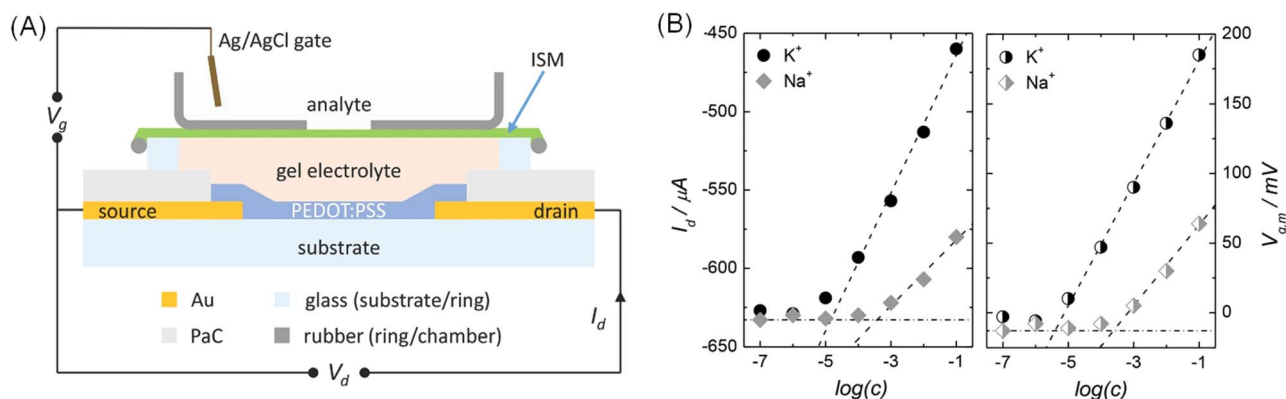 (A)
Ag/AgCl gate
ISM
analyte
V_g
gel electrolyte
PEDOT:PSS
source
drain
substrate
Au
glass (substrate/ring)
PaC
rubber (ring/chamber)
I_d
V_d
(B)
-450
-500
-550
-600
-650
I_d / μA
K⁺
Na⁺
-7
-5
-3
-1
log(c)
K⁺
Na⁺
-7
-5
-3
-1
log(c)
200
150
100
50
0
V_{g,m} / mV